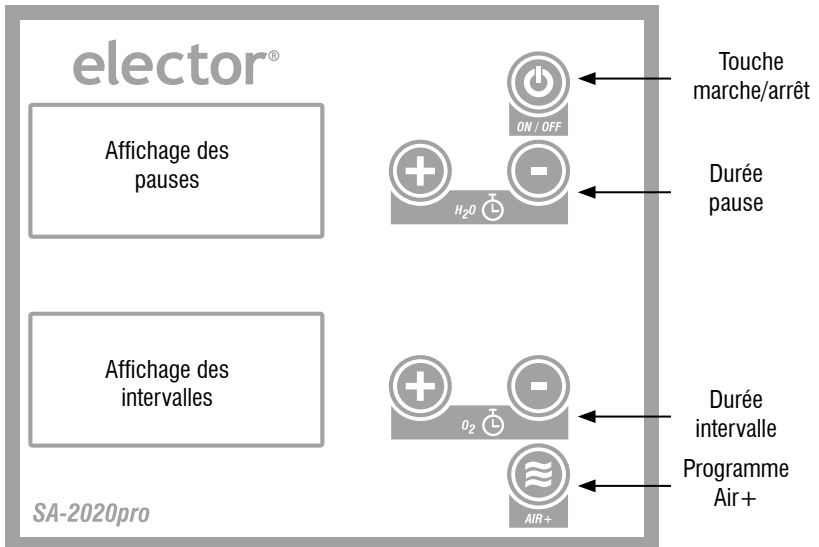 elector®
Touche
marche/arrêt
ON / OFF
Affichage des
pauses
Durée
pause
H₂O
Affichage des
intervalles
Durée
intervalle
O₂
Programme
Air+
AIR+
SA-2020pro